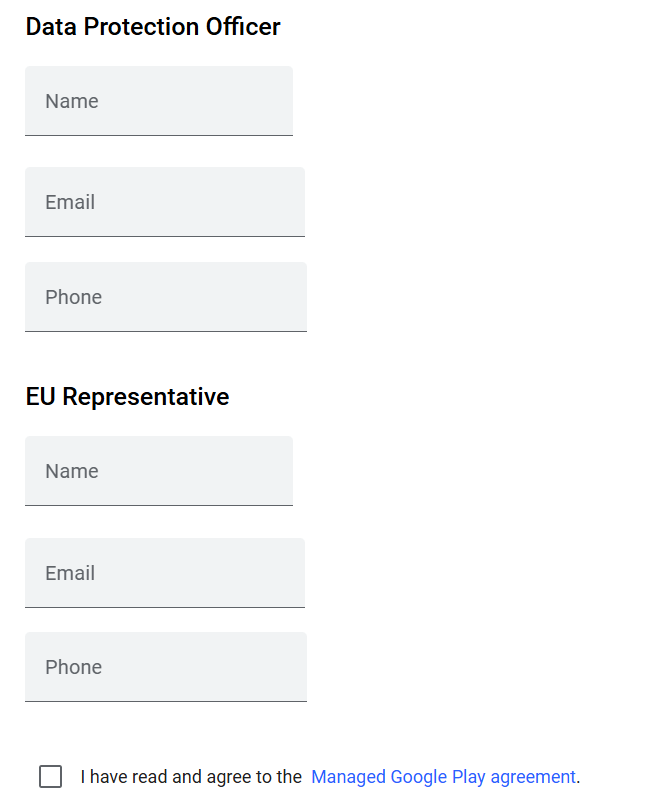 Data Protection Officer
Name
Email
Phone
EU Representative
Name
Email
Phone
I have read and agree to the Managed Google Play agreement.